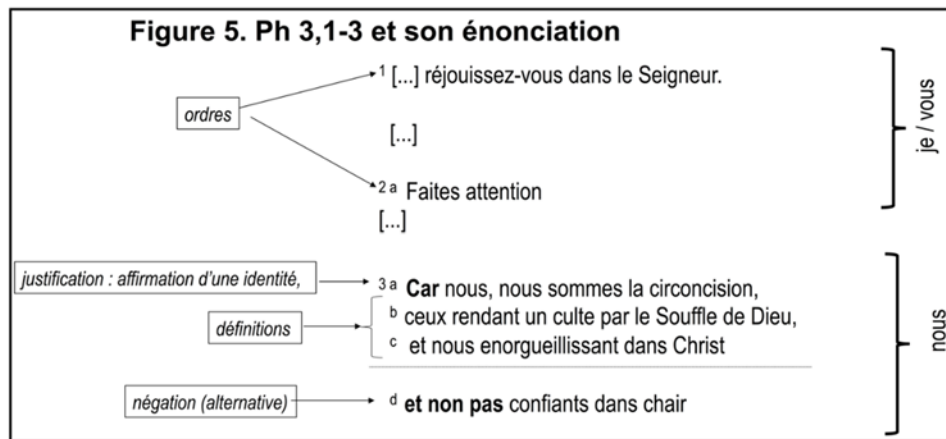 Figure 5. Ph 3,1-3 et son énonciation
1 [...] réjouissez-vous dans le Seigneur.
ordres
[...]
je / vous
2 a Faites attention
[...]
justification : affirmation d'une identité,
3 a Car nous, nous sommes la circoncision,
b ceux rendant un culte par le Souffle de Dieu,
définitions
c et nous enorgueillissant dans Christ
nous
négation (alternative)
d et non pas confiants dans chair